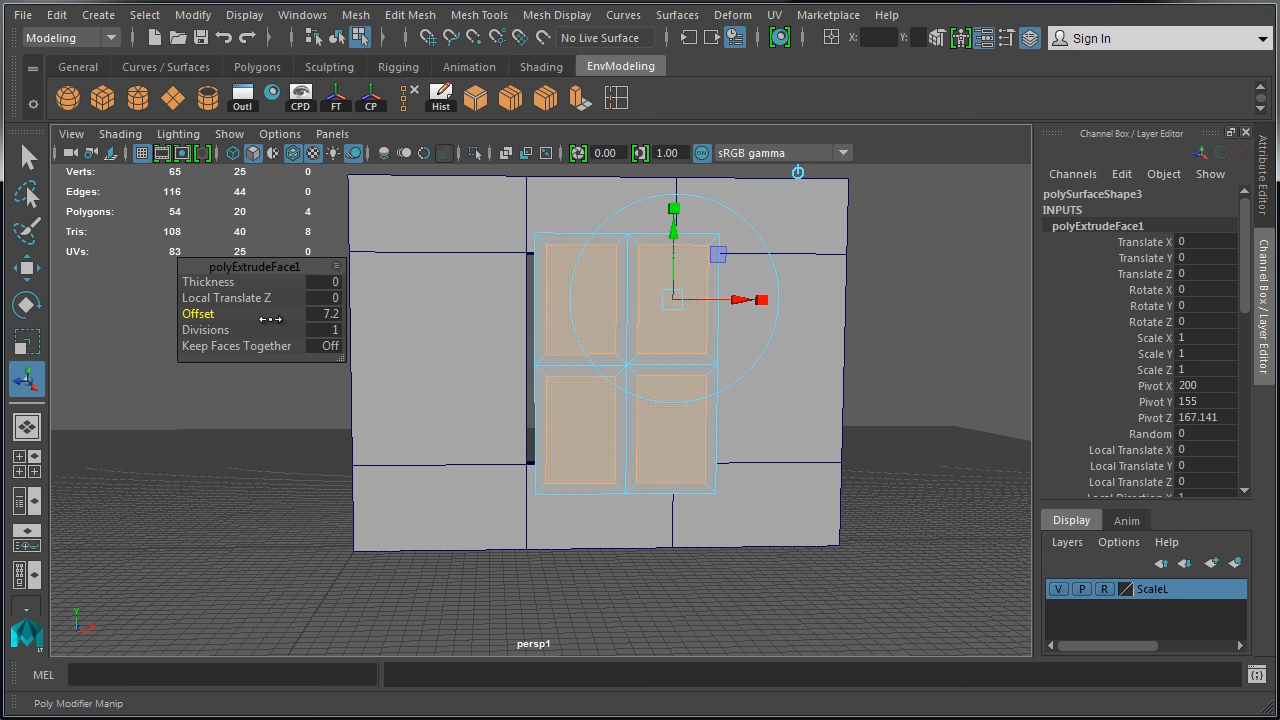 File Edit Create Select Modify Display Windows Mesh Edit Mesh Mesh Tools Mesh Display Curves Surfaces Deform UV Marketplace Help
Modeling No Live Surface X: Y: Sign In
General Curves / Surfaces Polygons Sculpting Rigging Animation Shading EnvModeling
Outl CPD FT CP Hist
View Shading Lighting Show Options Panels
0.00 1.00 ON sRGB gamma
Verts: 65 25 0
Edges: 116 44 0
Polygons: 54 20 4
Tris: 108 40 8
UVs: 83 25 0
polyExtrudeFace1
Thickness 0
Local Translate Z 0
Offset 7.2
Divisions 1
Keep Faces Together Off
persp1
Y
LT
Channel Box / Layer Editor
Channels Edit Object Show
polySurfaceShape3
INPUTS
polyExtrudeFace1
Translate X 0
Translate Y 0
Translate Z 0
Rotate X 0
Rotate Y 0
Rotate Z 0
Scale X 1
Scale Y 1
Scale Z 1
Pivot X 200
Pivot Y 155
Pivot Z 167.141
Random 0
Local Translate X 0
Local Translate Y 0
Local Translate Z 0
Local Direction X 1
Attribute Editor
Channel Box / Layer Editor
Display Anim
Layers Options Help
V P R ScaleL
MEL
Poly Modifier Manip